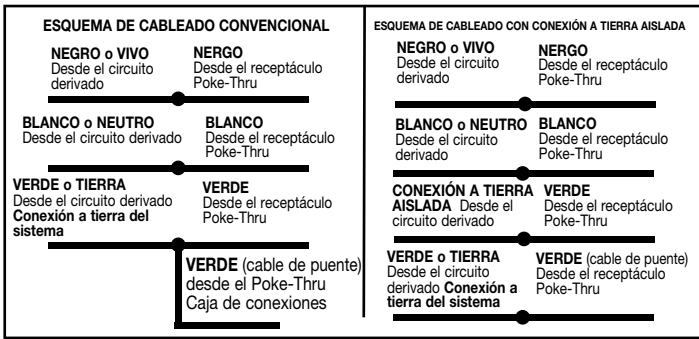 ESQUEMA DE CABLEADO CONVENCIONAL
NEGRO o VIVO
Desde el circuito
derivado
NERGO
Desde el receptáculo
Poke-Thru
BLANCO o NEUTRO
Desde el circuito derivado
BLANCO
Desde el receptáculo
Poke-Thru
VERDE o TIERRA
Desde el circuito derivado
Conexión a tierra del
sistema
VERDE
Desde el receptáculo
Poke-Thru
VERDE (cable de puente)
desde el Poke-Thru
Caja de conexiones
ESQUEMA DE CABLEADO CON CONEXIÓN A TIERRA AISLADA
NEGRO o VIVO
Desde el circuito
derivado
NERGO
Desde el receptáculo
Poke-Thru
BLANCO o NEUTRO
Desde el circuito
derivado
BLANCO
Desde el receptáculo
Poke-Thru
CONEXIÓN A TIERRA
AISLADA Desde el
circuito derivado
VERDE
Desde el receptáculo
Poke-Thru
VERDE o TIERRA
Desde el circuito
derivado Conexión a
tierra del sistema
VERDE (cable de puente)
Desde el receptáculo
Poke-Thru